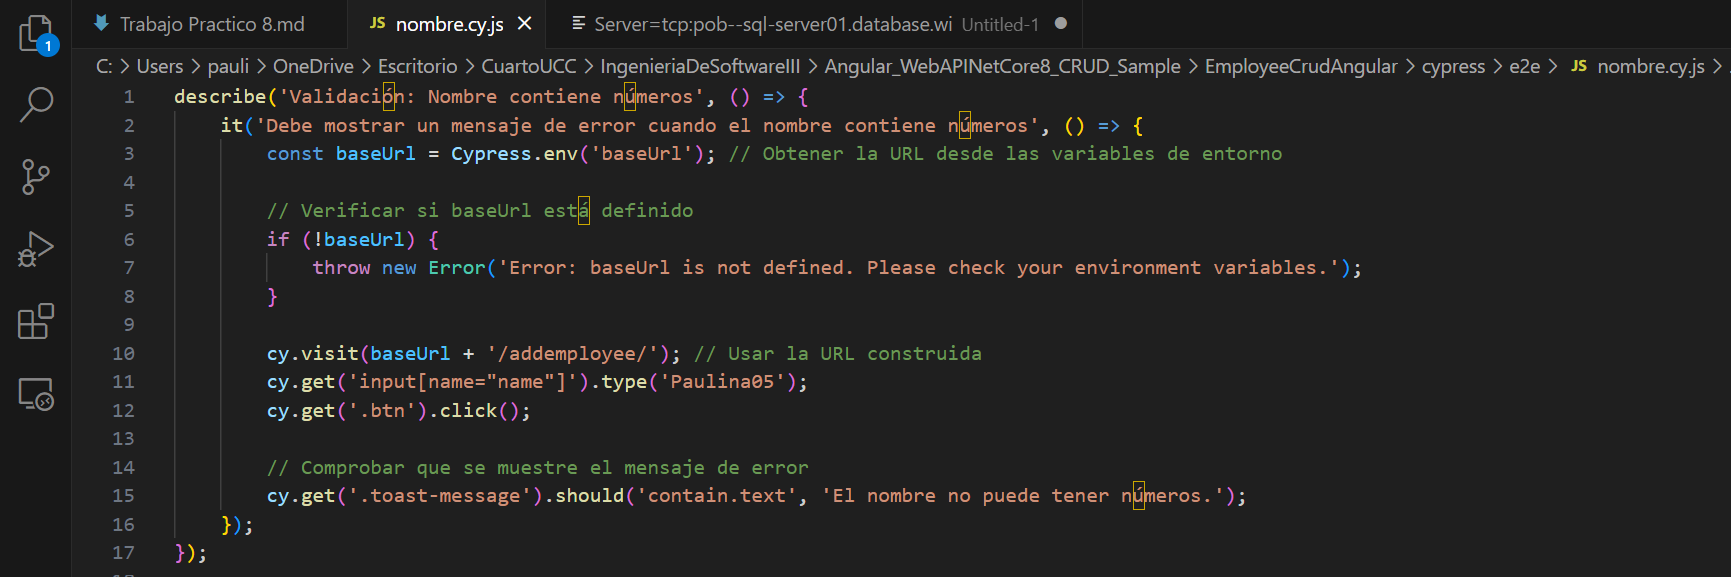 1
Trabajo Practico 8.md
JS nombre.cy.js
Server=tcp:pob--sql-server01.database.wi Untitled-1
C: > Users > pauli > OneDrive > Escritorio > CuartoUCC > IngenieriaDeSoftwareIII > Angular_WebAPINetCore8_CRUD_Sample > EmployeeCrudAngular > cypress > e2e > JS nombre.cy.js >
1 describe('Validación: Nombre contiene números', () => {
2 it('Debe mostrar un mensaje de error cuando el nombre contiene números', () => {
3 const baseUrl = Cypress.env('baseUrl'); // Obtener la URL desde las variables de entorno
4
5 // Verificar si baseUrl está definido
6 if (!baseUrl) {
7 throw new Error('Error: baseUrl is not defined. Please check your environment variables.');
8 }
9
10 cy.visit(baseUrl + '/addemployee/'); // Usar la URL construida
11 cy.get('input[name="name"]').type('Paulina05');
12 cy.get('.btn').click();
13
14 // Comprobar que se muestre el mensaje de error
15 cy.get('.toast-message').should('contain.text', 'El nombre no puede tener números.');
16 });
17 });